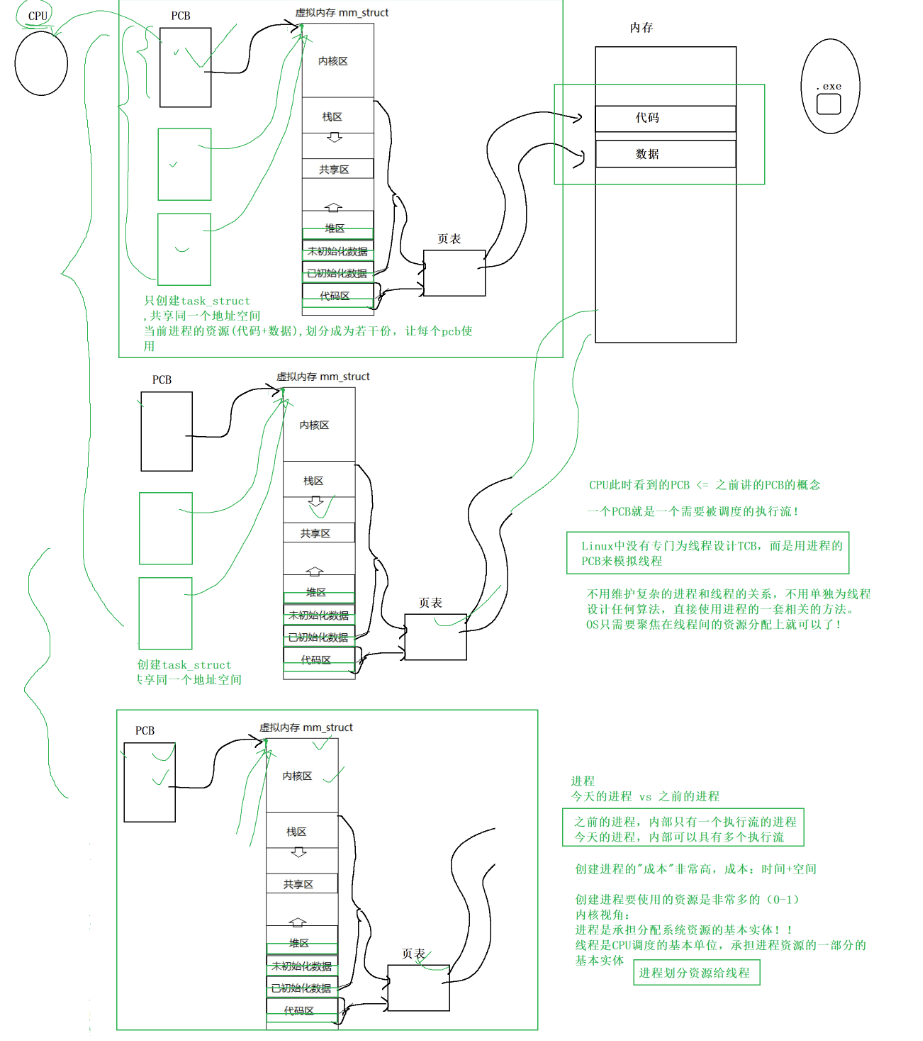 CPU
PCB
虚拟内存 mm_struct
内核区
栈区
共享区
堆区
未初始化数据
已初始化数据
代码区
页表
内存
代码
数据
.exe
只创建task_struct
,共享同一个地址空间
当前进程的资源(代码+数据),划分成为若干份，让每个pcb使
用
PCB
虚拟内存 mm_struct
内核区
栈区
共享区
堆区
未初始化数据
已初始化数据
代码区
页表
创建task_struct
共享同一个地址空间
CPU此时看到的PCB <= 之前讲的PCB的概念
一个PCB就是一个需要被调度的执行流！
Linux中没有专门为线程设计TCB，而是用进程的
PCB来模拟线程
不用维护复杂的进程和线程的关系，不用单独为线程
设计任何算法，直接使用进程的一套相关的方法。
OS只需要聚焦在线程间的资源分配上就可以了！
PCB
虚拟内存 mm_struct
内核区
栈区
共享区
堆区
未初始化数据
已初始化数据
代码区
页表
进程
今天的进程 vs 之前的进程
之前的进程，内部只有一个执行流的进程
今天的进程，内部可以具有多个执行流
创建进程的"成本"非常高，成本：时间+空间
创建进程要使用的资源是非常多的（0-1）
内核视角：
进程是承担分配系统资源的基本实体！！
线程是CPU调度的基本单位，承担进程资源的一部分的
基本实体
进程划分资源给线程